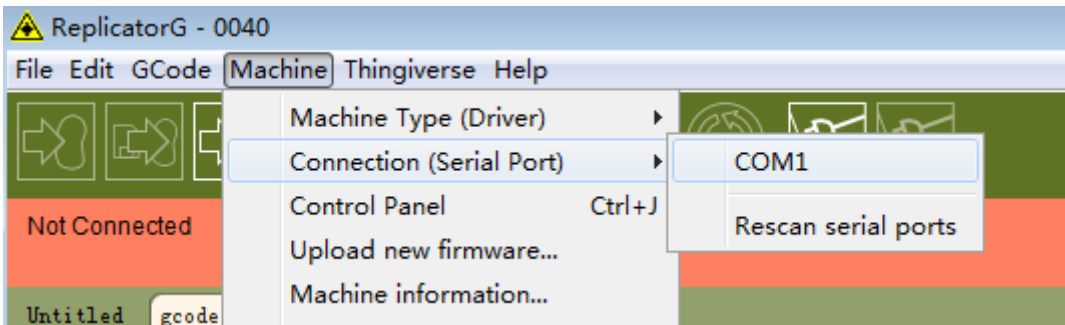 ReplicatorG - 0040
File Edit GCode Machine Thingiverse Help
Machine Type (Driver)
Connection (Serial Port)
COM1
Control Panel Ctrl+J
Not Connected
Rescan serial ports
Upload new firmware...
Machine information...
Untitled gcode